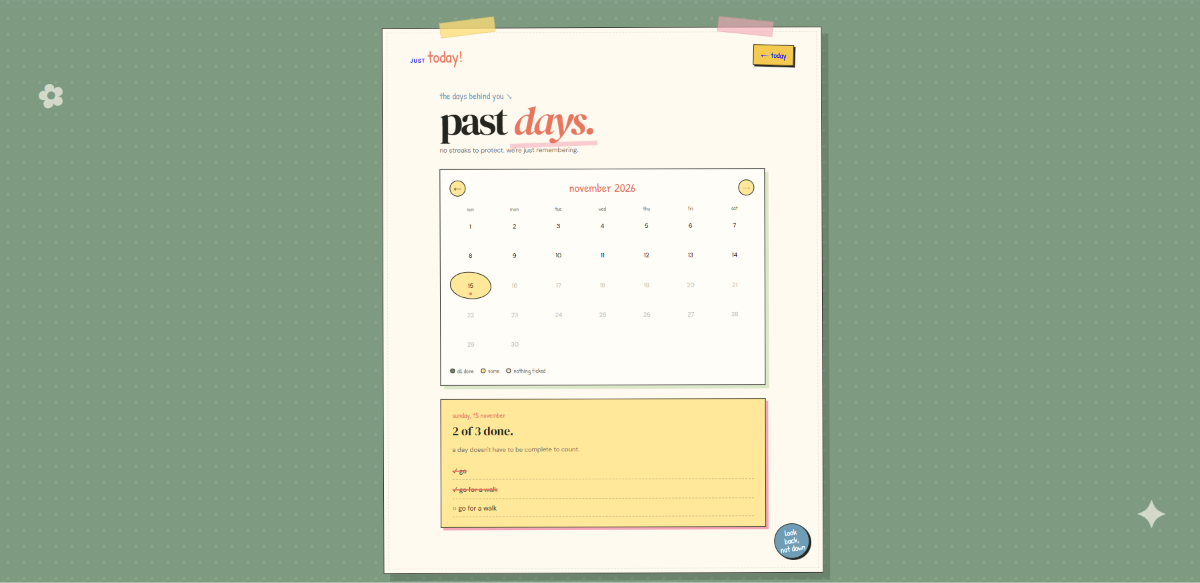 JUST today!
← today
the days behind you
past days.
no streaks to protect. we're just remembering.
←
november 2026
sun mon tue wed thu fri sat
1 2 3 4 5 6 7
8 9 10 11 12 13 14
15 16 17 18 19 20 21
22 23 24 25 26 27 28
29 30
all done some nothing ticked
sunday, 15 november
2 of 3 done.
a day doesn't have to be complete to count.
✓ go
✓ go for a walk
○ go for a walk
look
back,
not down